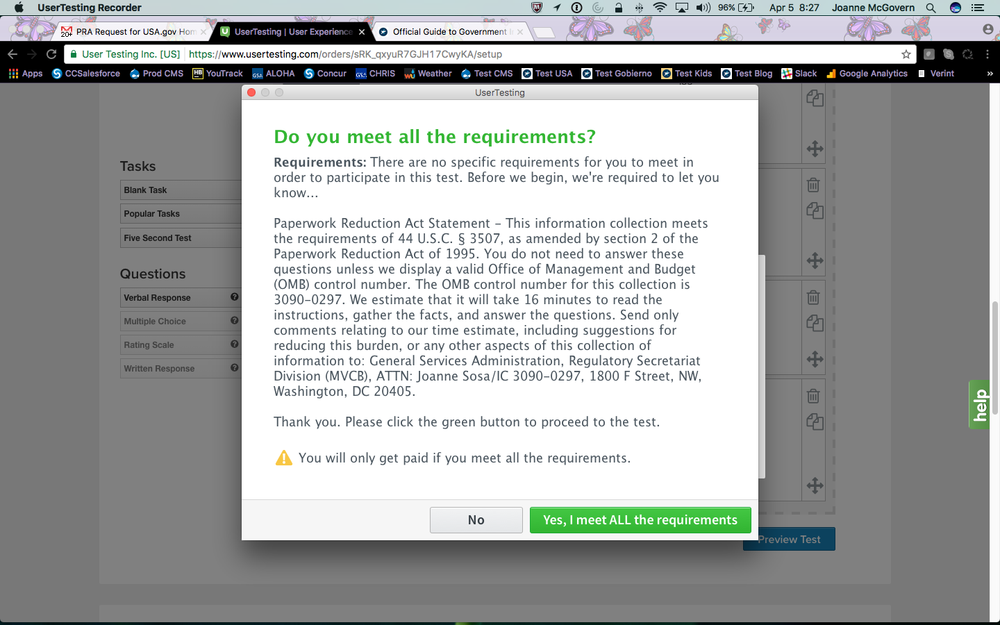 UserTesting Recorder
96%
Apr 5 8:27
Joanne McGovern
20+
PRA Request for USA.gov Hom
U
UserTesting | User Experience
Official Guide to Government I
User Testing Inc. [US]
https://www.usertesting.com/orders/sRK_qxyuR7GJH17CwyKA/setup
Apps
CCSalesforce
Prod CMS
YouTrack
ALOHA
Concur
CHRIS
Weather
Test CMS
Test USA
Test Gobierno
Test Kids
Test Blog
Slack
Google Analytics
Verint
»
UserTesting
Do you meet all the requirements?
Requirements: There are no specific requirements for you to meet in
order to participate in this test. Before we begin, we're required to let you
know...
Paperwork Reduction Act Statement – This information collection meets
the requirements of 44 U.S.C. § 3507, as amended by section 2 of the
Paperwork Reduction Act of 1995. You do not need to answer these
questions unless we display a valid Office of Management and Budget
(OMB) control number. The OMB control number for this collection is
3090–0297. We estimate that it will take 16 minutes to read the
instructions, gather the facts, and answer the questions. Send only
comments relating to our time estimate, including suggestions for
reducing this burden, or any other aspects of this collection of
information to: General Services Administration, Regulatory Secretariat
Division (MVCB), ATTN: Joanne Sosa/IC 3090–0297, 1800 F Street, NW,
Washington, DC 20405.
Thank you. Please click the green button to proceed to the test.
You will only get paid if you meet all the requirements.
No
Yes, I meet ALL the requirements
Tasks
Blank Task
Popular Tasks
Five Second Test
Questions
Verbal Response
Multiple Choice
Rating Scale
Written Response
help
Preview Test